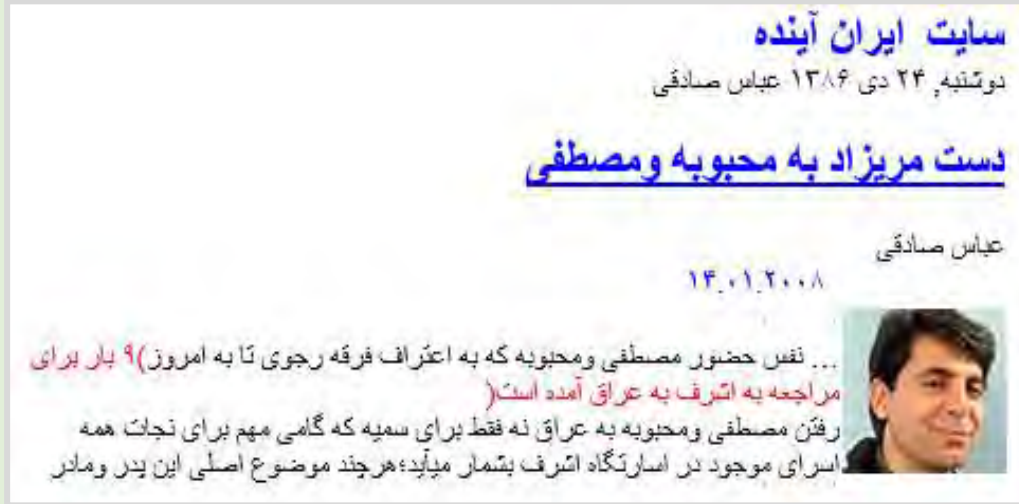 سایت ایران آینده
دوشنبه, ۲۴ دی ۱۳۸۶ عباس صادقی
دست مریزاد به محبوبه ومصطفی
عباس صادقی
۱۴.۰۱.۲۰۰۸
... نفس حضور مصطفی ومحبوبه که به اعتراف فرقه رجوی تا به امروز)۹ بار برای
مراجعه به اشرف به عراق آمده است(
رفتن مصطفی ومحبوبه به عراق نه فقط برای سمیه که گامی مهم برای نجات همه
اسرای موجود در اسارتگاه اشرف بشمار میآید؛هرچند موضوع اصلی این پدر ومادر